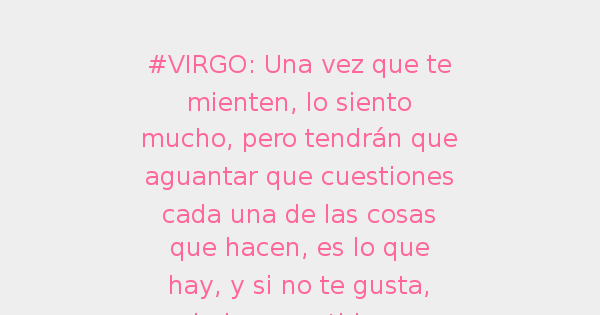 #VIRGO: Una vez que te
mienten, lo siento
mucho, pero tendrán que
aguantar que cuestiones
cada una de las cosas
que hacen, es lo que
hay, y si no te gusta,